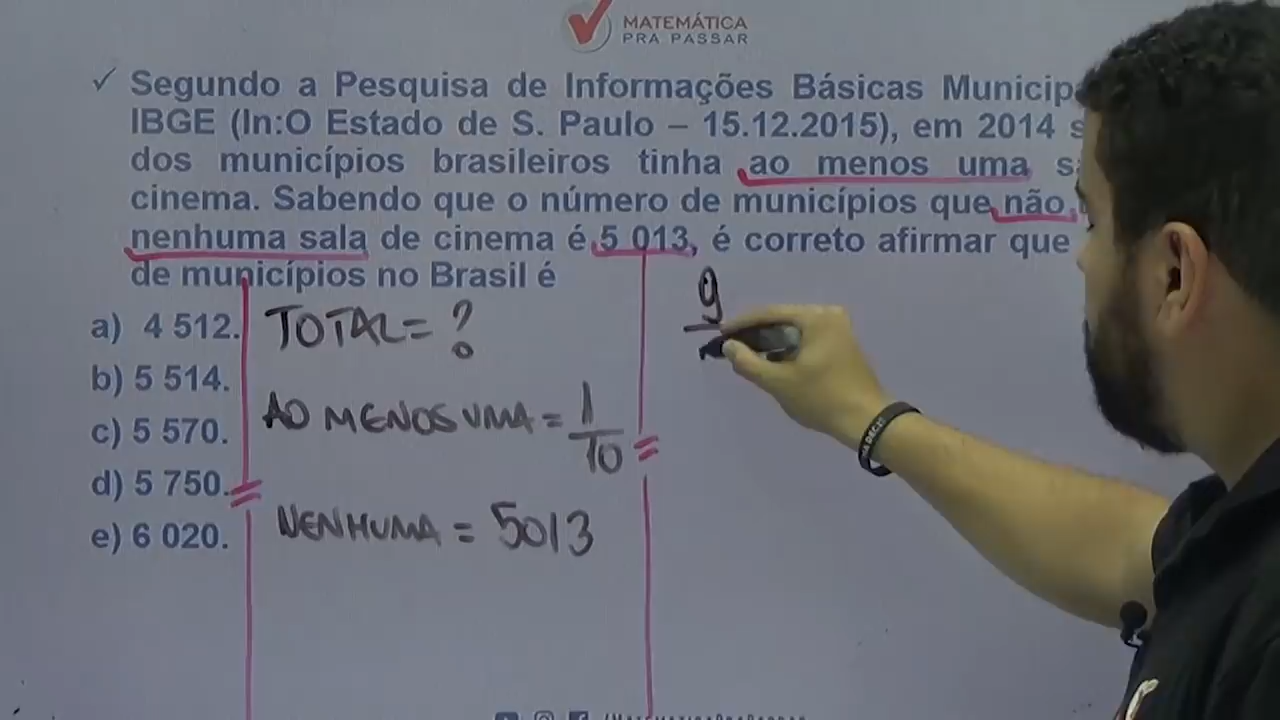 MATEMÁTICA
PRA PASSAR
✓ Segundo a Pesquisa de Informações Básicas
IBGE (In:O Estado de S. Paulo – 15.12.2015), em 2014
dos municípios brasileiros tinha ao menos uma
cinema. Sabendo que o número de municípios que não
nenhuma sala de cinema é 5 013, é correto afirmar que
de municípios no Brasil é
a) 4 512.
b) 5 514.
c) 5 570.
d) 5 750.
e) 6 020.
TOTAL = ?
AO MENOS UMA = 1/10
NENHUMA = 5013
9